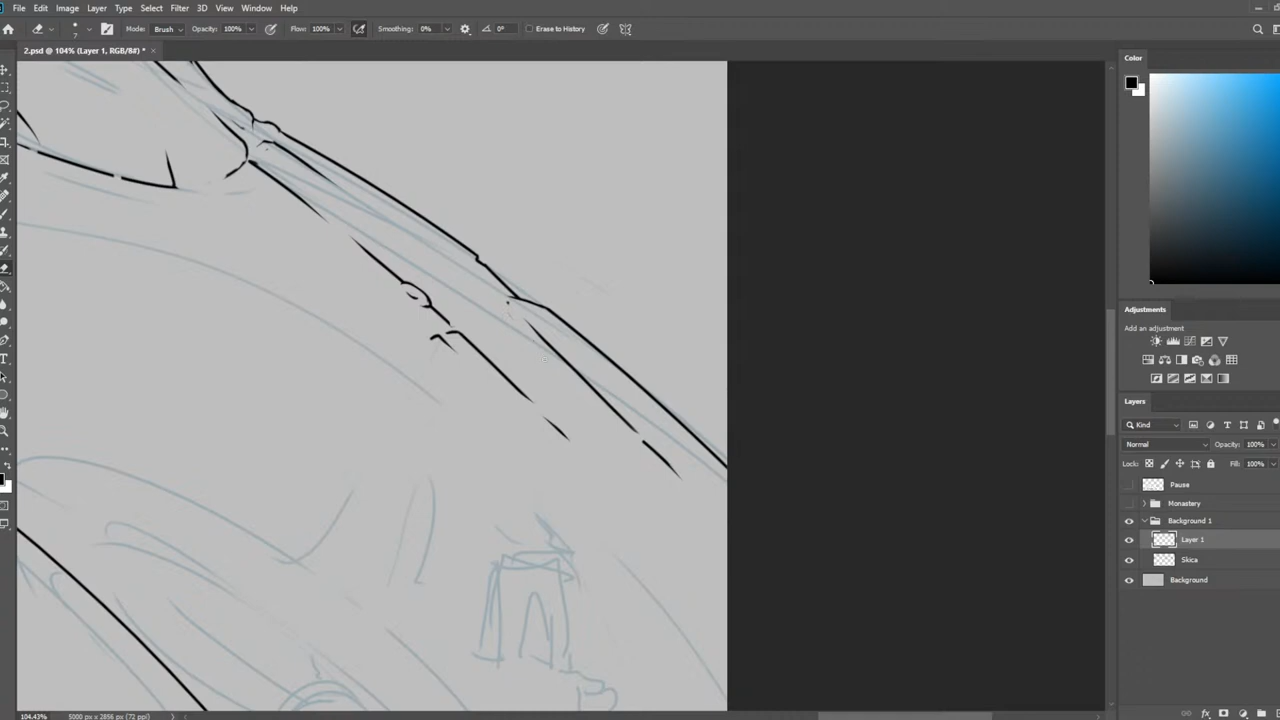 File Edit Image Layer Type Select Filter 3D View Window Help
7 Mode: Brush Opacity: 100% Flow: 100% Smoothing: 0% 0° Erase to History
2.psd @ 104% (Layer 1, RGB/8#) * ×
Color
Adjustments
Add an adjustment
Layers
Kind
Normal Opacity: 100%
Lock: Fill: 100%
Pause
Monastery
Background 1
Layer 1
Skica
Background
104.43% 5000 px x 2856 px (72 ppi)